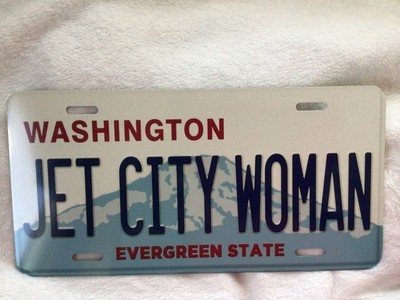 WASHINGTON
JET CITY WOMAN
EVERGREEN STATE